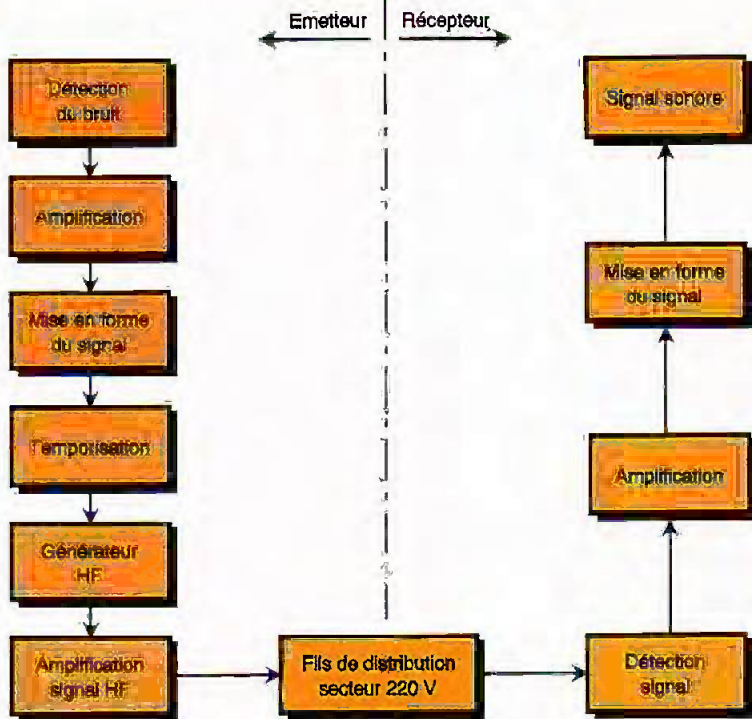 Emetteur
Récepteur
Détection
du bruit
Amplification
Mise en forme
du signal
Temporisation
Générateur
HF
Amplification
signal HF
Fils de distribution
secteur 220 V
Détection
signal
Amplification
Mise en forme
du signal
Signal sonore